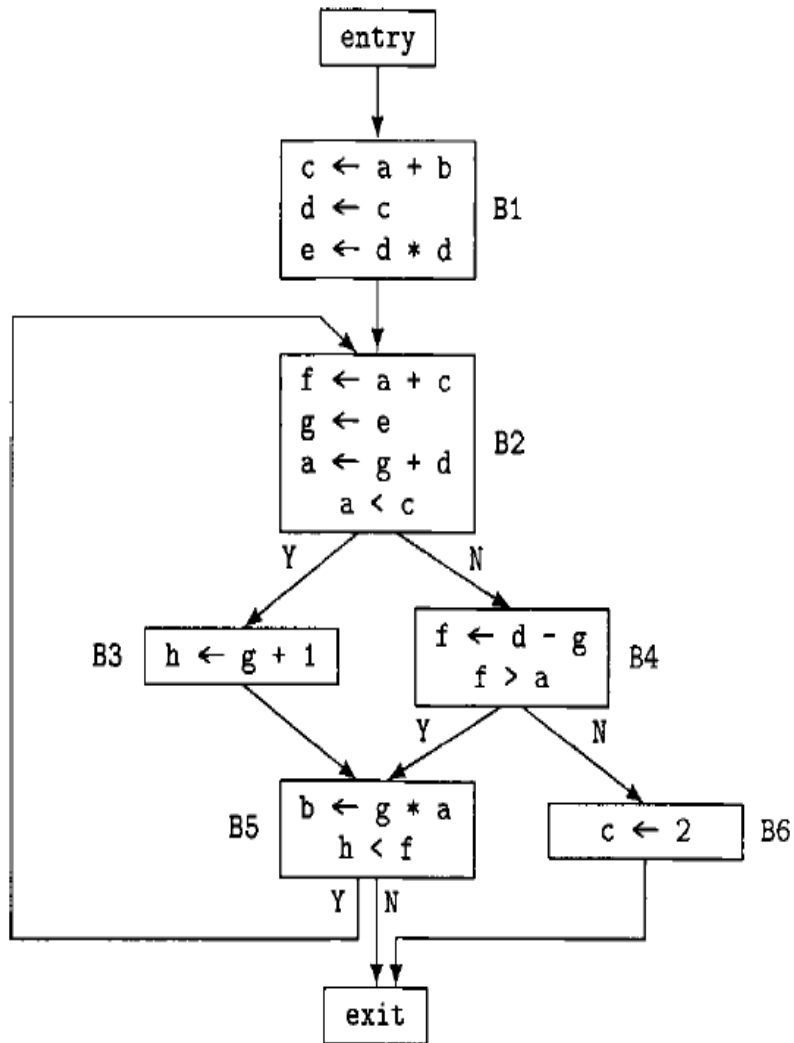 entry
c ← a + b
d ← c
e ← d * d
B1
f ← a + c
g ← e
a ← g + d
a < c
B2
Y
N
B3
h ← g + 1
f ← d - g
f > a
B4
Y
N
B5
b ← g * a
h < f
c ← 2
B6
Y
N
exit